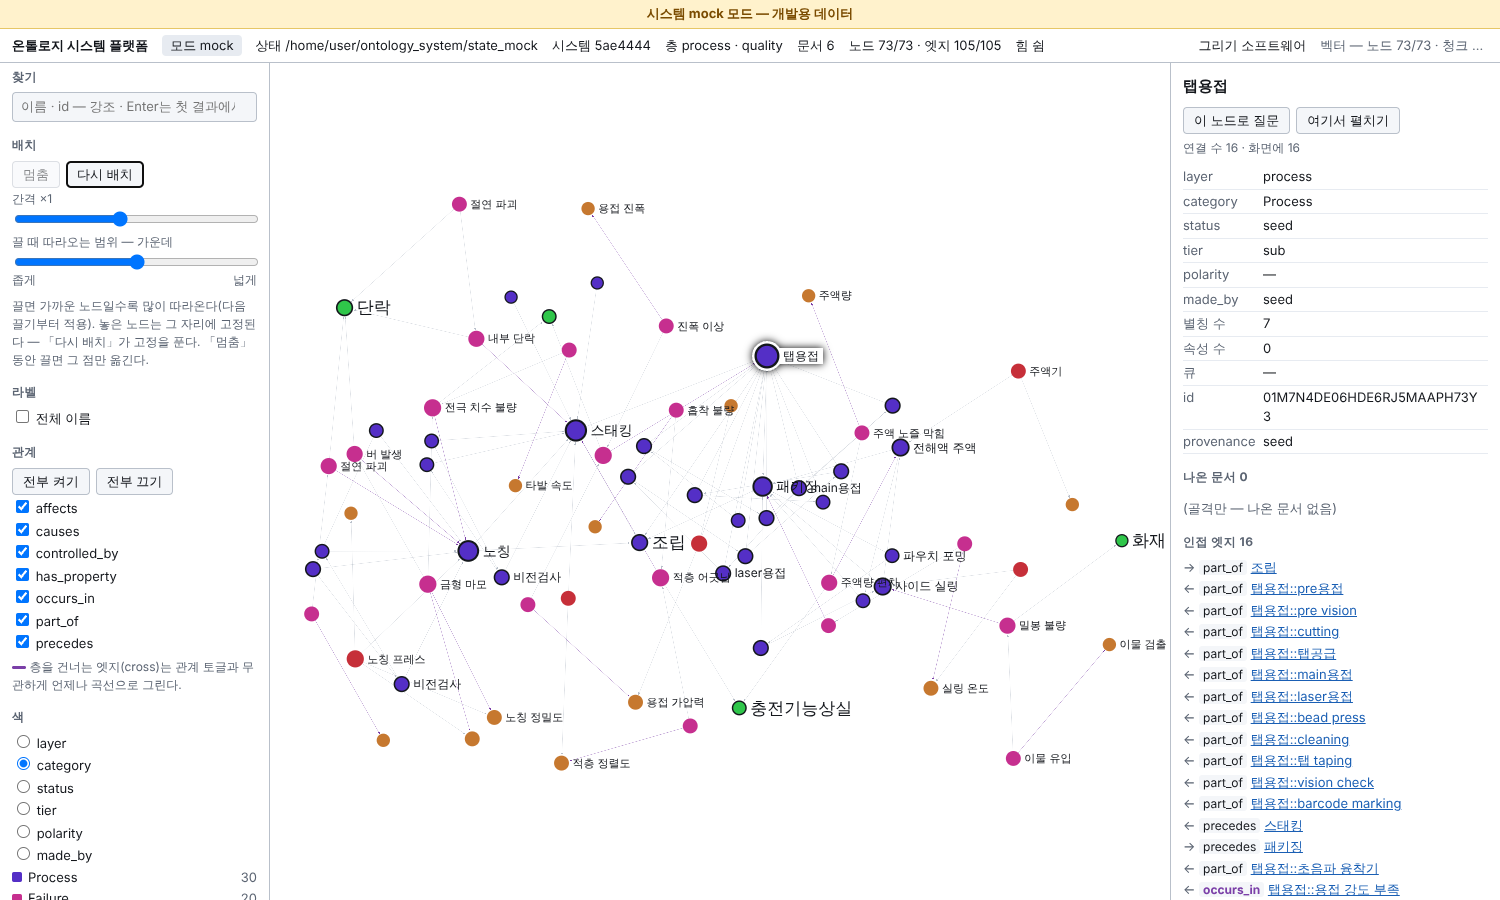 시스템 mock 모드 — 개발용 데이터
온톨로지 시스템 플랫폼 모드 mock 상태 /home/user/ontology_system/state_mock 시스템 5ae4444 층 process · quality 문서 6 노드 73/73 · 엣지 105/105 힘 쉼 그리기 소프트웨어 벡터 — 노드 73/73 · 청크 ...
찾기
이름 · id — 강조 · Enter는 첫 결과에
배치
멈춤 다시 배치
간격 ×1
끌 때 따라오는 범위 — 가운데
좁게 넓게
끌면 가까운 노드일수록 많이 따라온다(다음
끌기부터 적용). 놓은 노드는 그 자리에 고정된
다 — 「다시 배치」가 고정을 푼다. 「멈춤」
동안 끌면 그 점만 옮긴다.
라벨
전체 이름
관계
전부 켜기 전부 끄기
affects
causes
controlled_by
has_property
occurs_in
part_of
precedes
층을 건너는 엣지(cross)는 관계 토글과 무
관하게 언제나 곡선으로 그린다.
색
layer
category
status
tier
polarity
made_by
Process 30
Failure 20
절연 파괴
용접 진폭
주액량
단락
진폭 이상
내부 단락
탭용접
주액기
전극 치수 불량
흡착 불량
스태킹
주액 노즐 막힘
전해액 주액
버 발생
절연 파괴
타발 속도
패키징
main용접
조립
화재
노칭
파우치 포밍
laser용접
비전검사
적층 어긋남
금형 마모
주액량 편차
사이드 실링
밀봉 불량
이물 검출
노칭 프레스
비전검사
실링 온도
용접 가압력
충전기능상실
노칭 정밀도
적층 정렬도
이물 유입
탭용접
이 노드로 질문 여기서 펼치기
연결 수 16 · 화면에 16
layer process
category Process
status seed
tier sub
polarity —
made_by seed
별칭 수 7
속성 수 0
큐 —
id 01M7N4DE06HDE6RJ5MAAPH73Y
3
provenance seed
나온 문서 0
(골격만 — 나온 문서 없음)
인접 엣지 16
→ part_of 조립
← part_of 탭용접::pre용접
← part_of 탭용접::pre vision
← part_of 탭용접::cutting
← part_of 탭용접::탭공급
← part_of 탭용접::main용접
← part_of 탭용접::laser용접
← part_of 탭용접::bead press
← part_of 탭용접::cleaning
← part_of 탭용접::탭 taping
← part_of 탭용접::vision check
← part_of 탭용접::barcode marking
← precedes 스태킹
→ precedes 패키징
← part_of 탭용접::초음파 융착기
← occurs_in 탭용접::용접 강도 부족